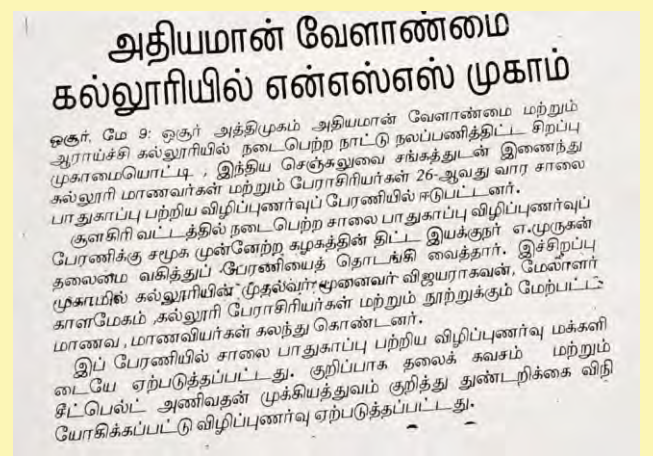 அதியமான் வேளாண்மை
கல்லூரியில் என்எஸ்எஸ் முகாம்
ஒசூர், மே 9: ஒசூர் அத்திமுகம் அதியமான் வேளாண்மை மற்றும்
ஆராய்ச்சி கல்லூரியில் நடைபெற்ற நாட்டு நலப்பணித்திட்ட சிறப்பு
முகாமையொட்டி , இந்திய செஞ்சுலுவை சங்கத்துடன் இணைந்து
கல்லூரி மாணவர்கள் மற்றும் பேராசிரியர்கள் 26-ஆவது வார சாலை
பாதுகாப்பு பற்றிய விழிப்புணர்வுப் பேரணியில் ஈடுபட்டனர்.
சூளகிரி வட்டத்தில் நடைபெற்ற சாலை பாதுகாப்பு விழிப்புணர்வுப்
பேரணிக்கு சமூக முன்னேற்ற கழகத்தின் திட்ட இயக்குநர் எ.முருகன்
தலைமை வகித்துப் பேரணியைத் தொடங்கி வைத்தார். இச்சிறப்பு
முகாமில் கல்லூரியின் முதல்வர் முனைவர் விஜயராகவன், மேலாளர்
காளமேகம் ,கல்லூரி பேராசிரியர்கள் மற்றும் நூற்றுக்கும் மேற்பட்ட
மாணவ , மாணவியர்கள் கலந்து கொண்டனர்.
இப் பேரணியில் சாலை பாதுகாப்பு பற்றிய விழிப்புணர்வு மக்களி
டையே ஏற்படுத்தப்பட்டது. குறிப்பாக தலைக் கவசம் மற்றும்
சீட்பெல்ட் அணிவதன் முக்கியத்துவம் குறித்து துண்டறிக்கை விநி
யோகிக்கப்பட்டு விழிப்புணர்வு ஏற்படுத்தப்பட்டது.